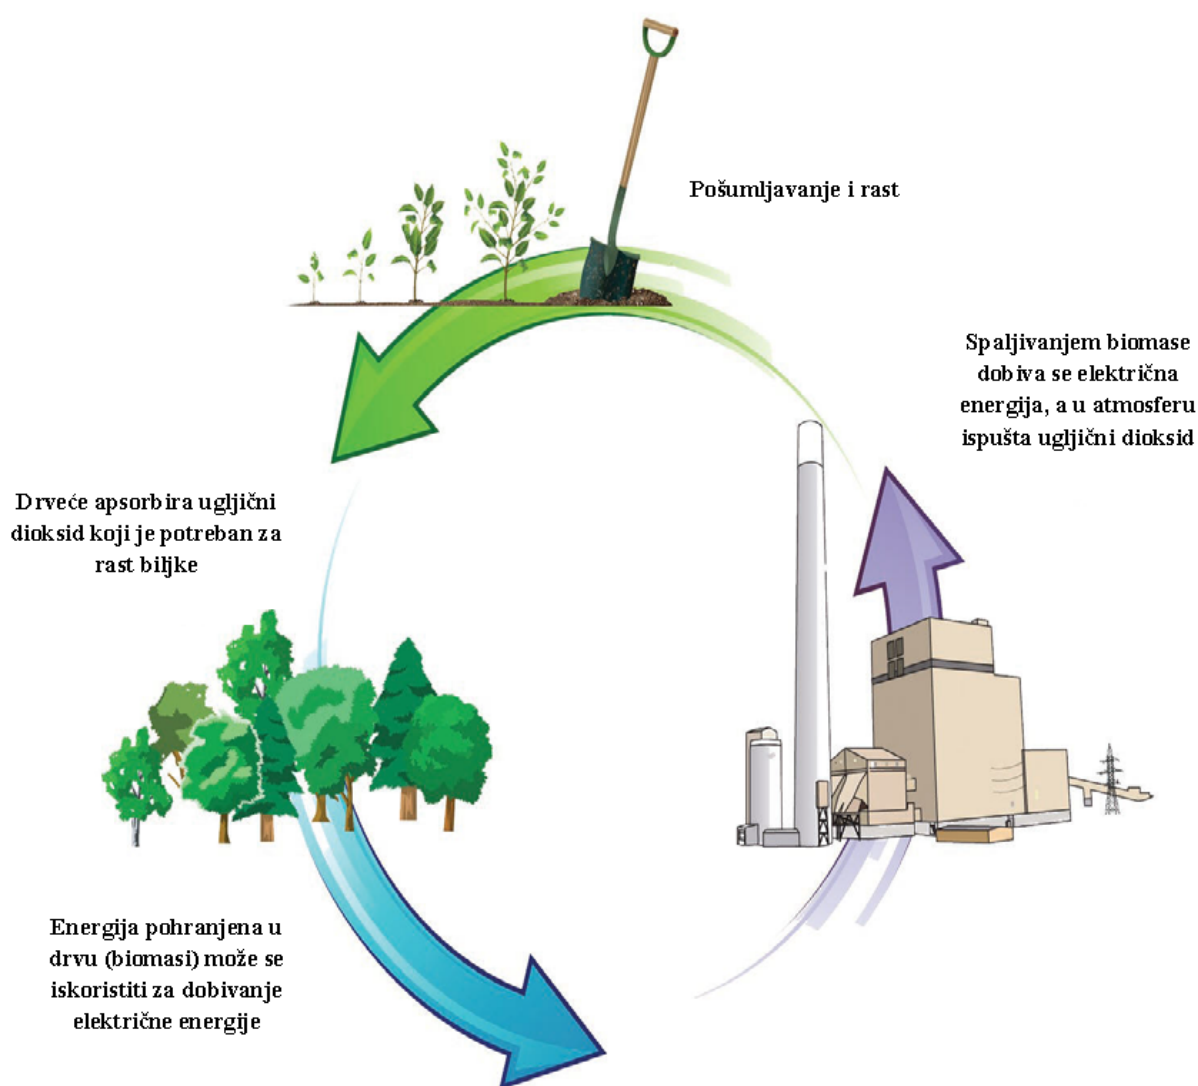 Pošumljavanje i rast
Spaljivanjem biomase
dobiva se električna
energija, a u atmosferu
ispušta ugljični dioksid
Drveće apsorbira ugljični
dioksid koji je potreban za
rast biljke
Energija pohranjena u
drvu (biomasi) može se
iskoristiti za dobivanje
električne energije